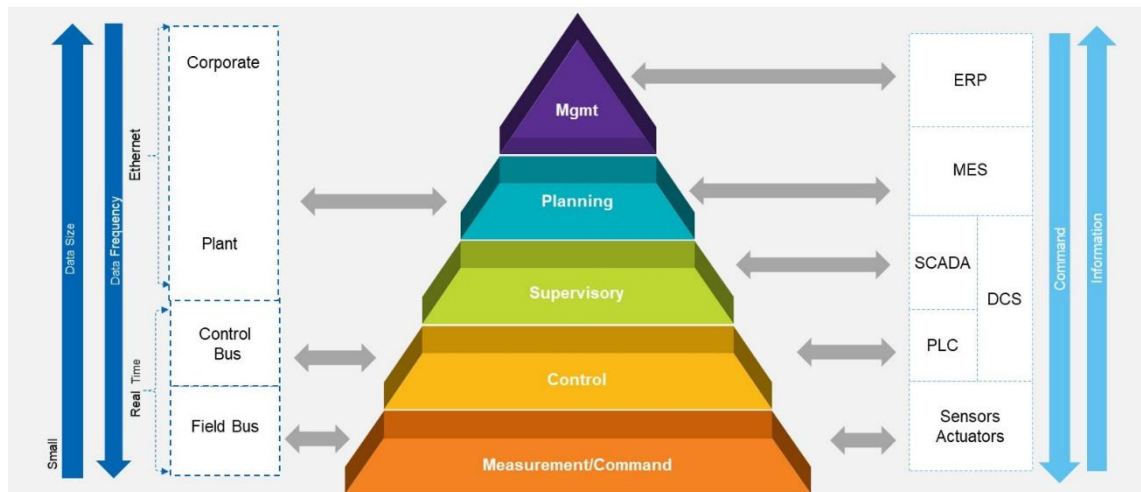 Corporate
Plant
Ethernet
Data Size
Data Frequency
Control
Bus
Field Bus
Real Time
Small
Mgmt
Planning
Supervisory
Control
Measurement/Command
ERP
MES
SCADA
DCS
PLC
Sensors
Actuators
Command
Information